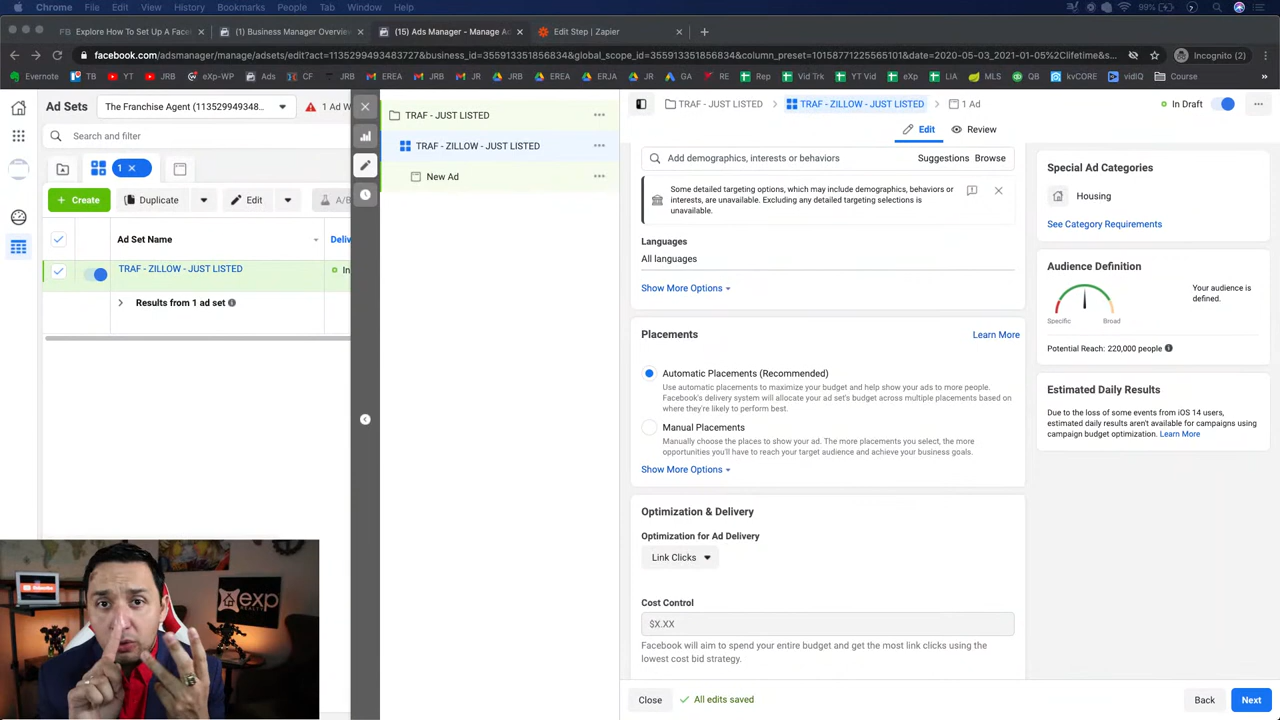 Chrome File Edit View History Bookmarks People Tab Window Help
99%
Explore How To Set Up A Face
(1) Business Manager Overvie
(15) Ads Manager - Manage A
Edit Step | Zapier
facebook.com/adsmanager/manage/adsets/edit?act=1135299493483727&business_id=355913351856834&global_scope_id=355913351856834&column_preset=10158771225565101&date=2020-05-03_2021-01-05%2Clifetime&s...
Incognito (2)
Evernote TB YT CF JRB eXp-WP Ads CF JRB EREA JR JRB EREA ERJA JR GA RE Rep Vid Trk YT Vid eXp LIA MLS QB kvCORE vidIQ Course
Ad Sets
The Franchise Agent (1135299493483...
1 Ad W
Search and filter
1
Create
Duplicate
Edit
A/B
Ad Set Name
Deliv
TRAF - ZILLOW - JUST LISTED
In
Results from 1 ad set
TRAF - JUST LISTED
TRAF - ZILLOW - JUST LISTED
New Ad
TRAF - JUST LISTED
TRAF - ZILLOW - JUST LISTED
1 Ad
In Draft
Edit
Review
Add demographics, interests or behaviors
Suggestions
Browse
Some detailed targeting options, which may include demographics, behaviors or
interests, are unavailable. Excluding any detailed targeting selections is
unavailable.
Languages
All languages
Show More Options
Placements
Learn More
Automatic Placements (Recommended)
Use automatic placements to maximize your budget and help show your ads to more people.
Facebook's delivery system will allocate your ad set's budget across multiple placements based on
where they're likely to perform best.
Manual Placements
Manually choose the places to show your ad. The more placements you select, the more
opportunities you'll have to reach your target audience and achieve your business goals.
Show More Options
Optimization & Delivery
Optimization for Ad Delivery
Link Clicks
Cost Control
$X.XX
Facebook will aim to spend your entire budget and get the most link clicks using the
lowest cost bid strategy.
Close
All edits saved
Back
Next
Special Ad Categories
Housing
See Category Requirements
Audience Definition
Your audience is
defined.
Specific
Broad
Potential Reach: 220,000 people
Estimated Daily Results
Due to the loss of some events from iOS 14 users,
estimated daily results aren't available for campaigns using
campaign budget optimization. Learn More
exp
REALTY